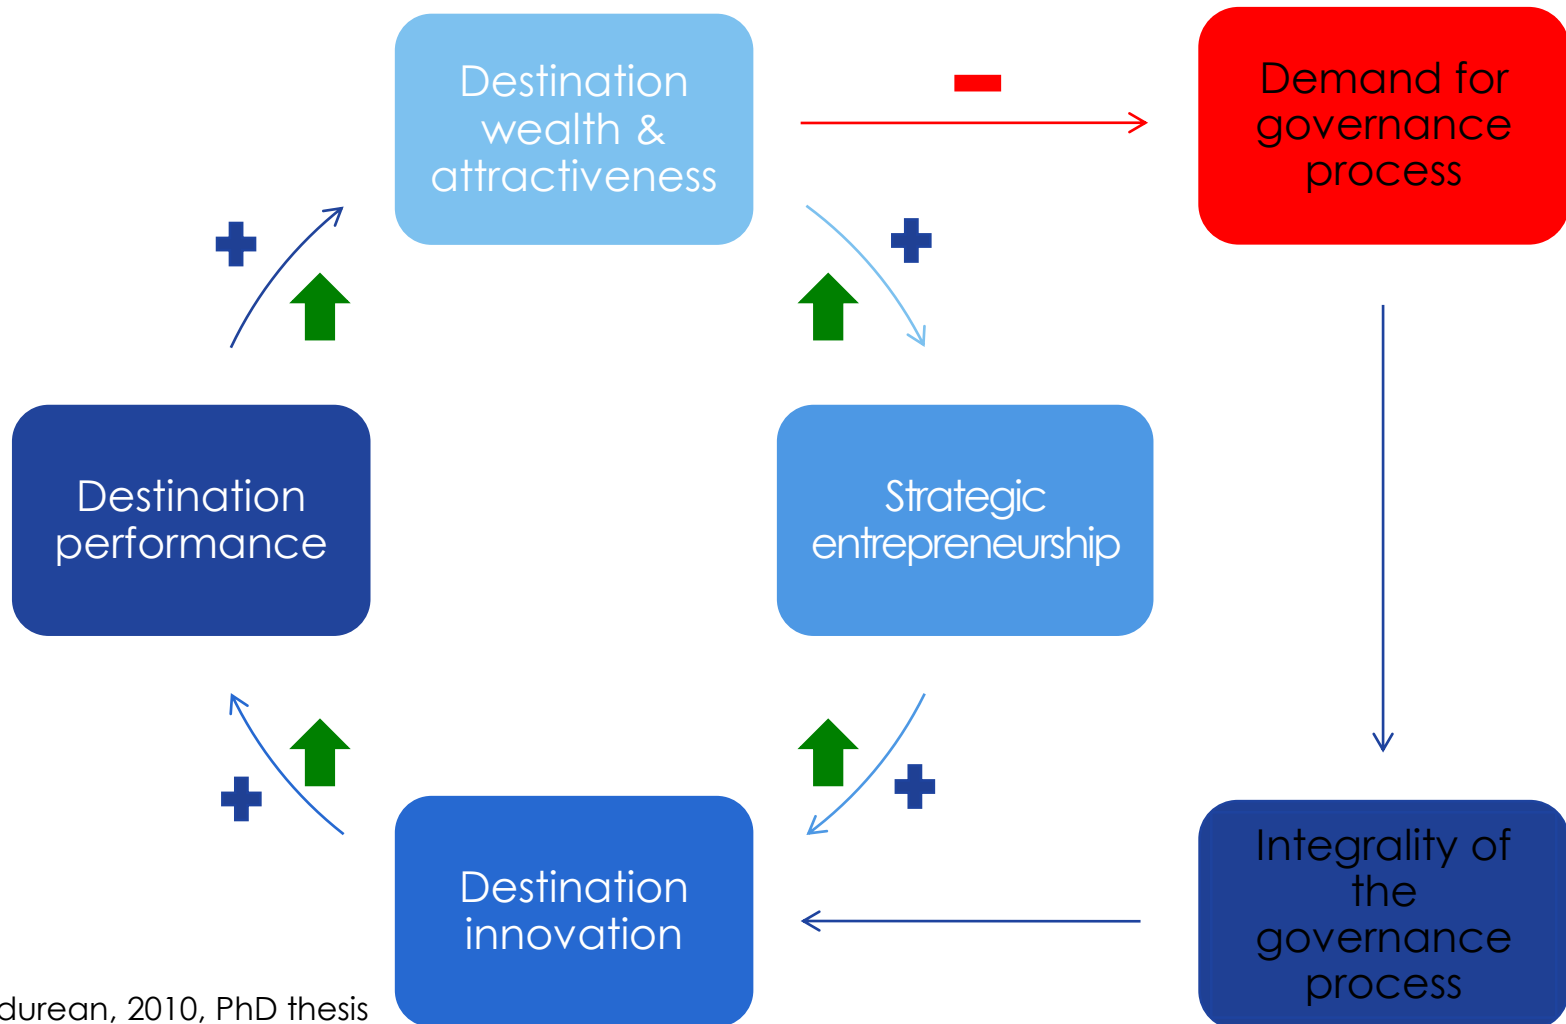 Destination
wealth &
attractiveness
Demand for
governance
process
Destination
performance
Strategic
entrepreneurship
Destination
innovation
Integrality of
the
governance
process
durean, 2010, PhD thesis